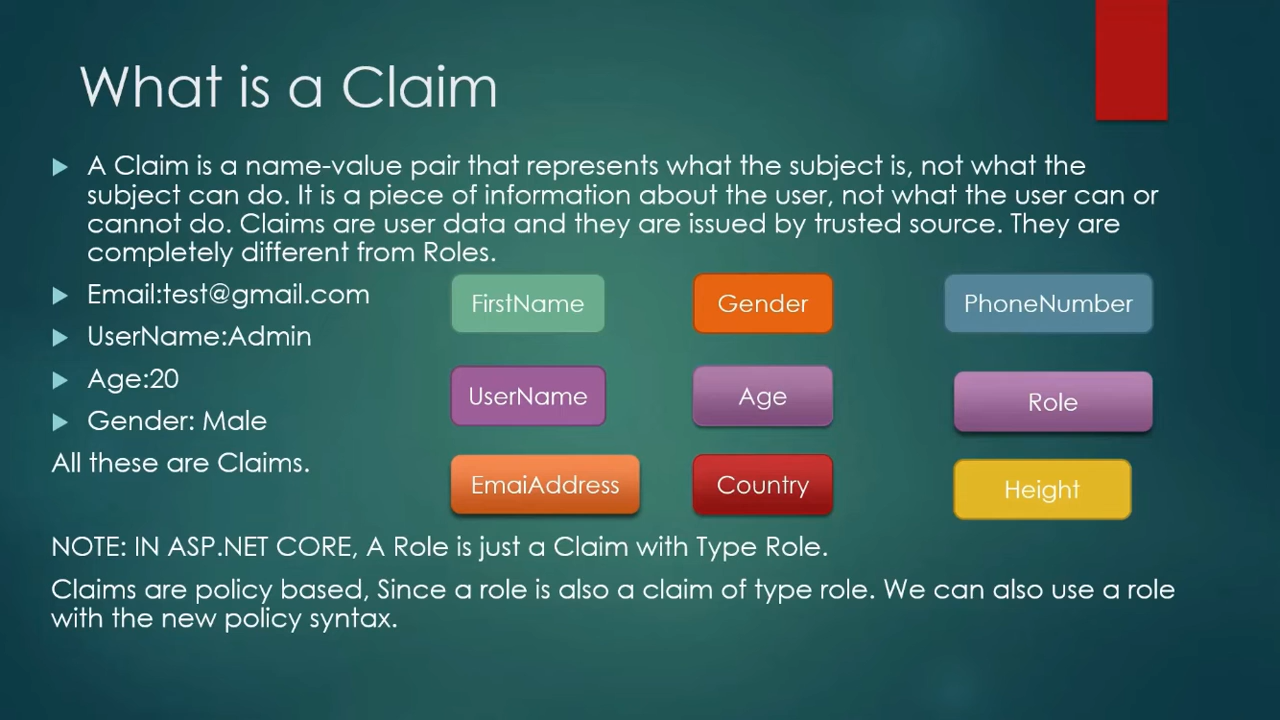 What is a Claim
A Claim is a name-value pair that represents what the subject is, not what the
subject can do. It is a piece of information about the user, not what the user can or
cannot do. Claims are user data and they are issued by trusted source. They are
completely different from Roles.
Email:test@gmail.com
UserName:Admin
Age:20
Gender: Male
All these are Claims.
FirstName
Gender
PhoneNumber
UserName
Age
Role
EmaiAddress
Country
Height
NOTE: IN ASP.NET CORE, A Role is just a Claim with Type Role.
Claims are policy based, Since a role is also a claim of type role. We can also use a role
with the new policy syntax.